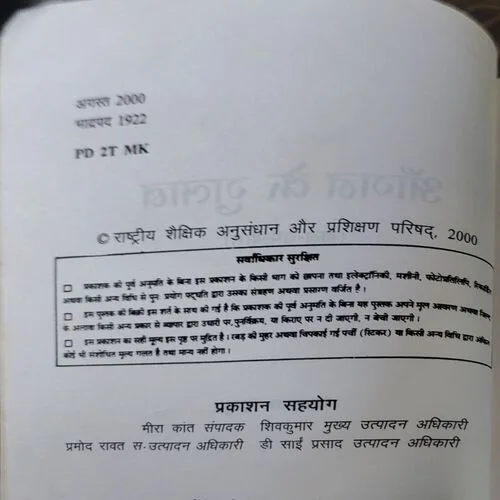 अगस्त 2000
भाद्रपद 1922
PD 2T MK
© राष्ट्रीय शैक्षिक अनुसंधान और प्रशिक्षण परिषद्, 2000
सर्वाधिकार सुरक्षित
□ प्रकाशक की पूर्व अनुमति के बिना इस प्रकाशन के किसी भाग को छापना तथा इलेक्ट्रॉनिकी, मशीनी, फोटोप्रतिलिपि, रिकॉर्डिंग
अथवा किसी अन्य विधि से पुनः प्रयोग पद्धति द्वारा उसका संग्रहण अथवा प्रसारण वर्जित है।
□ इस पुस्तक की बिक्री इस शर्त के साथ की गई है कि प्रकाशक की पूर्व अनुमति के बिना यह पुस्तक अपने मूल आवरण अथवा जिल्द
के अलावा किसी अन्य प्रकार से व्यापार द्वारा उधारी पर, पुनर्विक्रय, या किराए पर न दी जाएगी, न बेची जाएगी।
□ इस प्रकाशन का सही मूल्य इस पृष्ठ पर मुद्रित है। रबड़ की मुहर अथवा चिपकाई गई पर्ची (स्टिकर) या किसी अन्य विधि द्वारा अंकित
कोई भी संशोधित मूल्य गलत है तथा मान्य नहीं होगा।
प्रकाशन सहयोग
मीरा कांत संपादक शिवकुमार मुख्य उत्पादन अधिकारी
प्रमोद रावत स-उत्पादन अधिकारी डी साईं प्रसाद उत्पादन अधिकारी